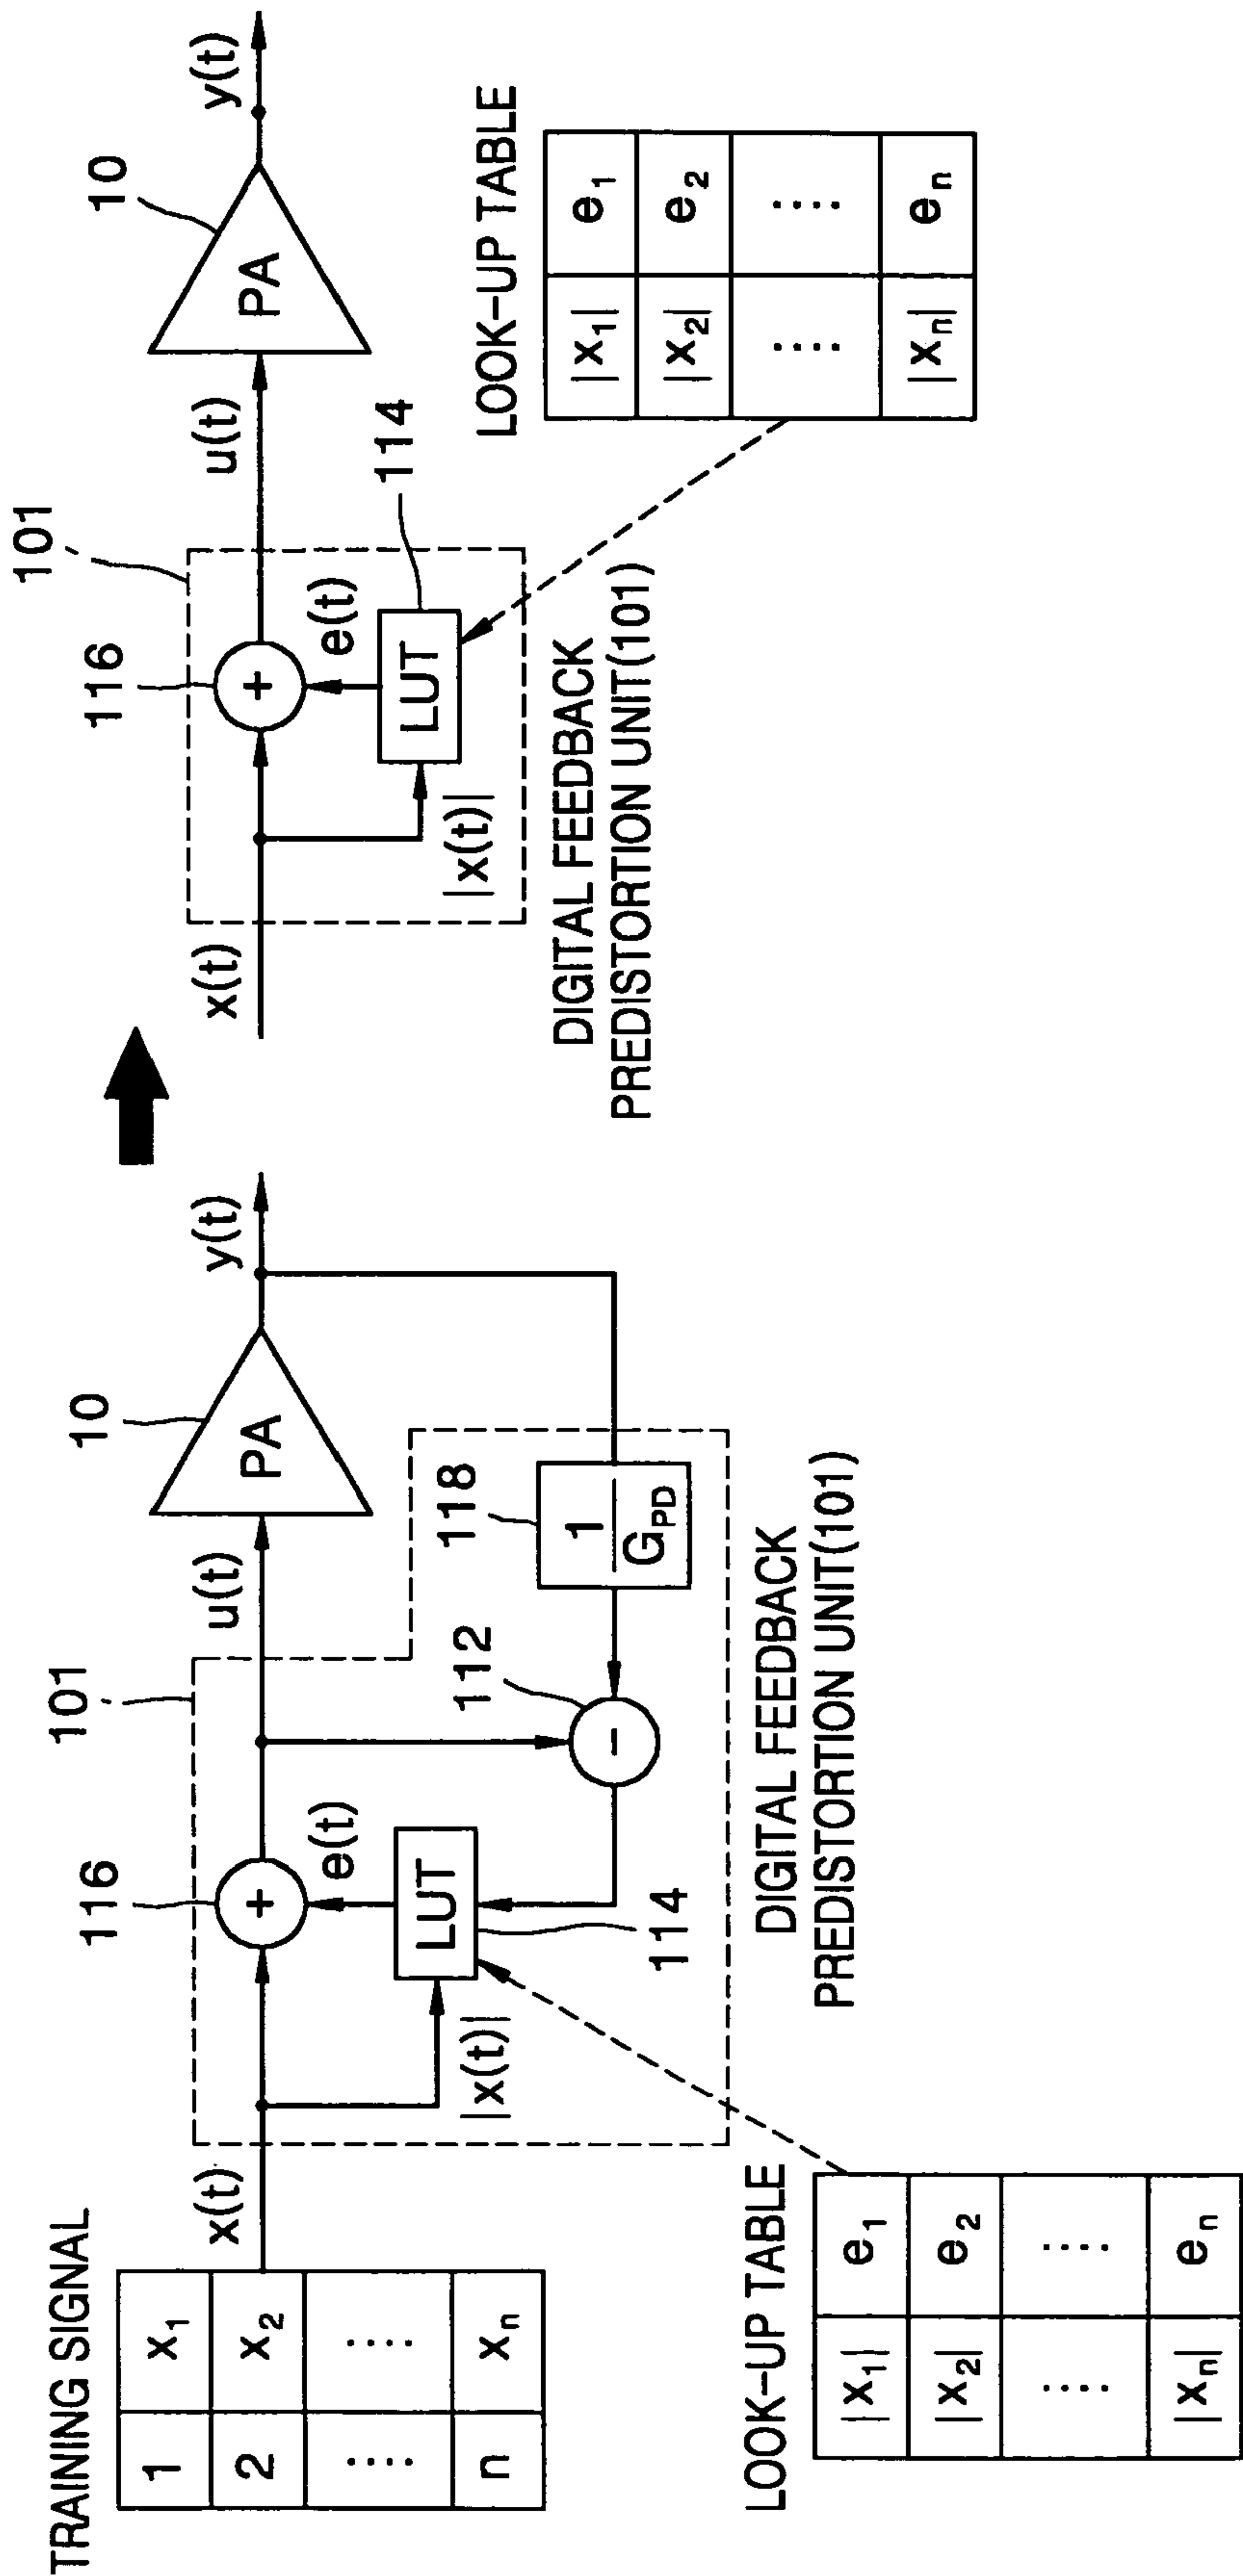 TRAINING SIGNAL
1 x1
2 x2
.... ....
n xn
x(t)
|x(t)|
116
+
e(t)
LUT
114
101
u(t)
112
-
118
1
GPD
10
PA
y(t)
DIGITAL FEEDBACK
PREDISTORTION UNIT(101)
LOOK-UP TABLE
|x1| e1
|x2| e2
.... ....
|xn| en
x(t)
|x(t)|
116
+
e(t)
LUT
114
101
u(t)
10
PA
y(t)
DIGITAL FEEDBACK
PREDISTORTION UNIT(101)
LOOK-UP TABLE
|x1| e1
|x2| e2
.... ....
|xn| en